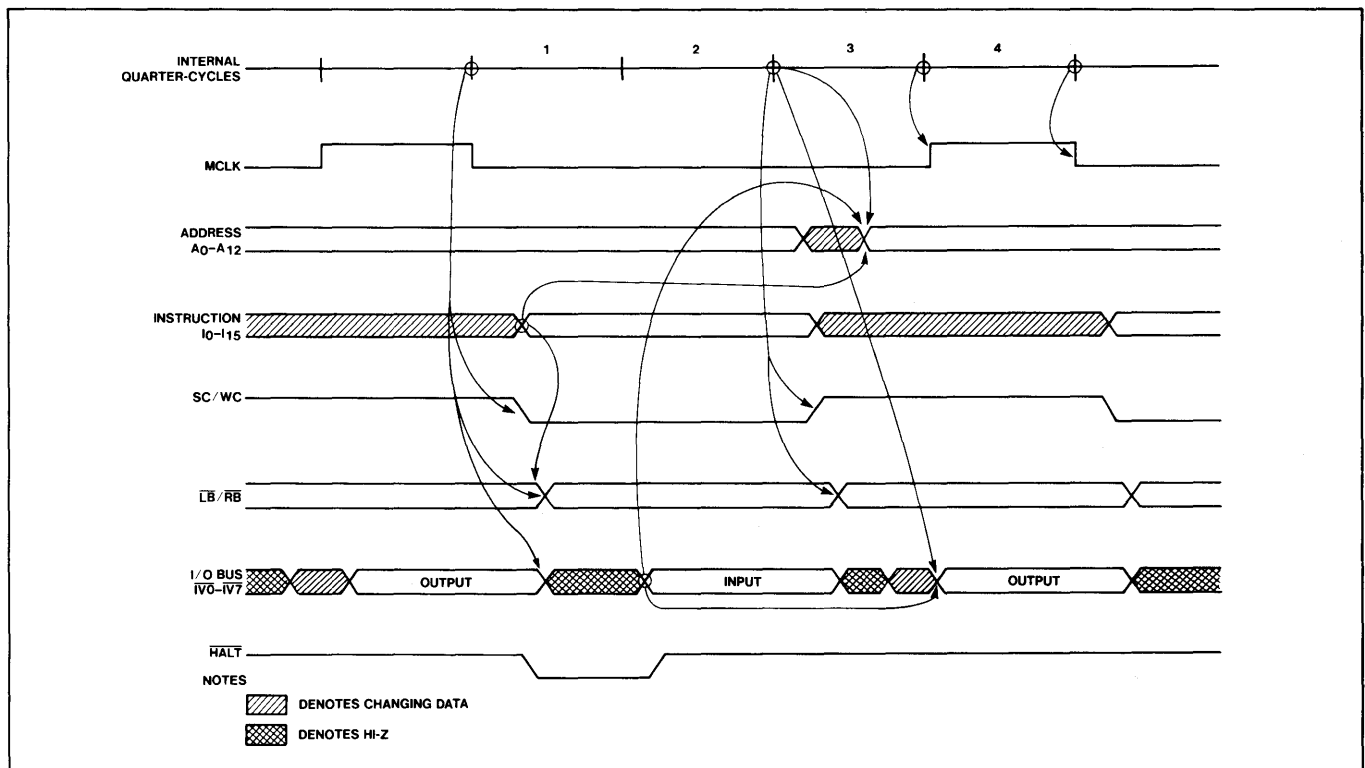 1 2 3 4
INTERNAL
QUARTER-CYCLES
MCLK
ADDRESS
A0–A12
INSTRUCTION
I0–I15
SC/WC
LB/RB
I/O BUS
IV0–IV7
OUTPUT INPUT OUTPUT
HALT
NOTES
DENOTES CHANGING DATA
DENOTES HI-Z